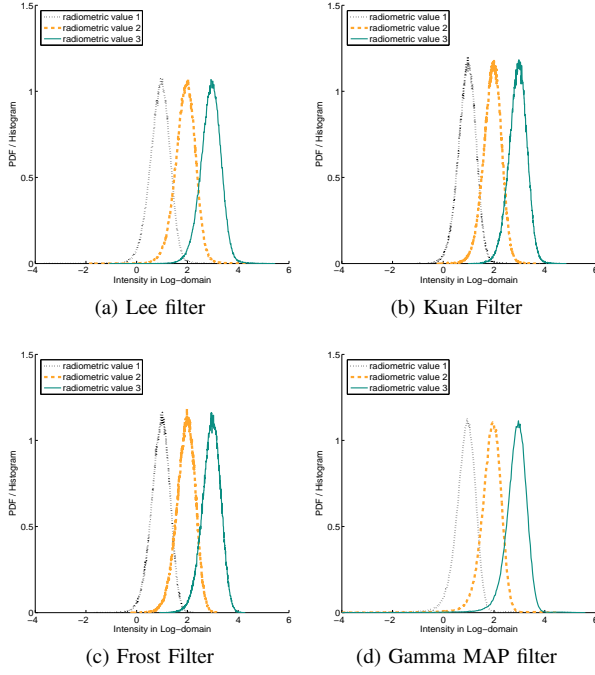 1.5
radiometric value 1
radiometric value 2
radiometric value 3
1
0.5
0
PDF / Histogram
−4 −2 0 2 4 6
Intensity in Log−domain
(a) Lee filter
1.5
radiometric value 1
radiometric value 2
radiometric value 3
1
0.5
0
PDF / Histogram
−4 −2 0 2 4 6
Intensity in Log−domain
(b) Kuan Filter
1.5
radiometric value 1
radiometric value 2
radiometric value 3
1
0.5
0
PDF / Histogram
−4 −2 0 2 4 6
Intensity in Log−domain
(c) Frost Filter
1.5
radiometric value 1
radiometric value 2
radiometric value 3
1
0.5
0
PDF / Histogram
−4 −2 0 2 4 6
Intensity in Log−domain
(d) Gamma MAP filter